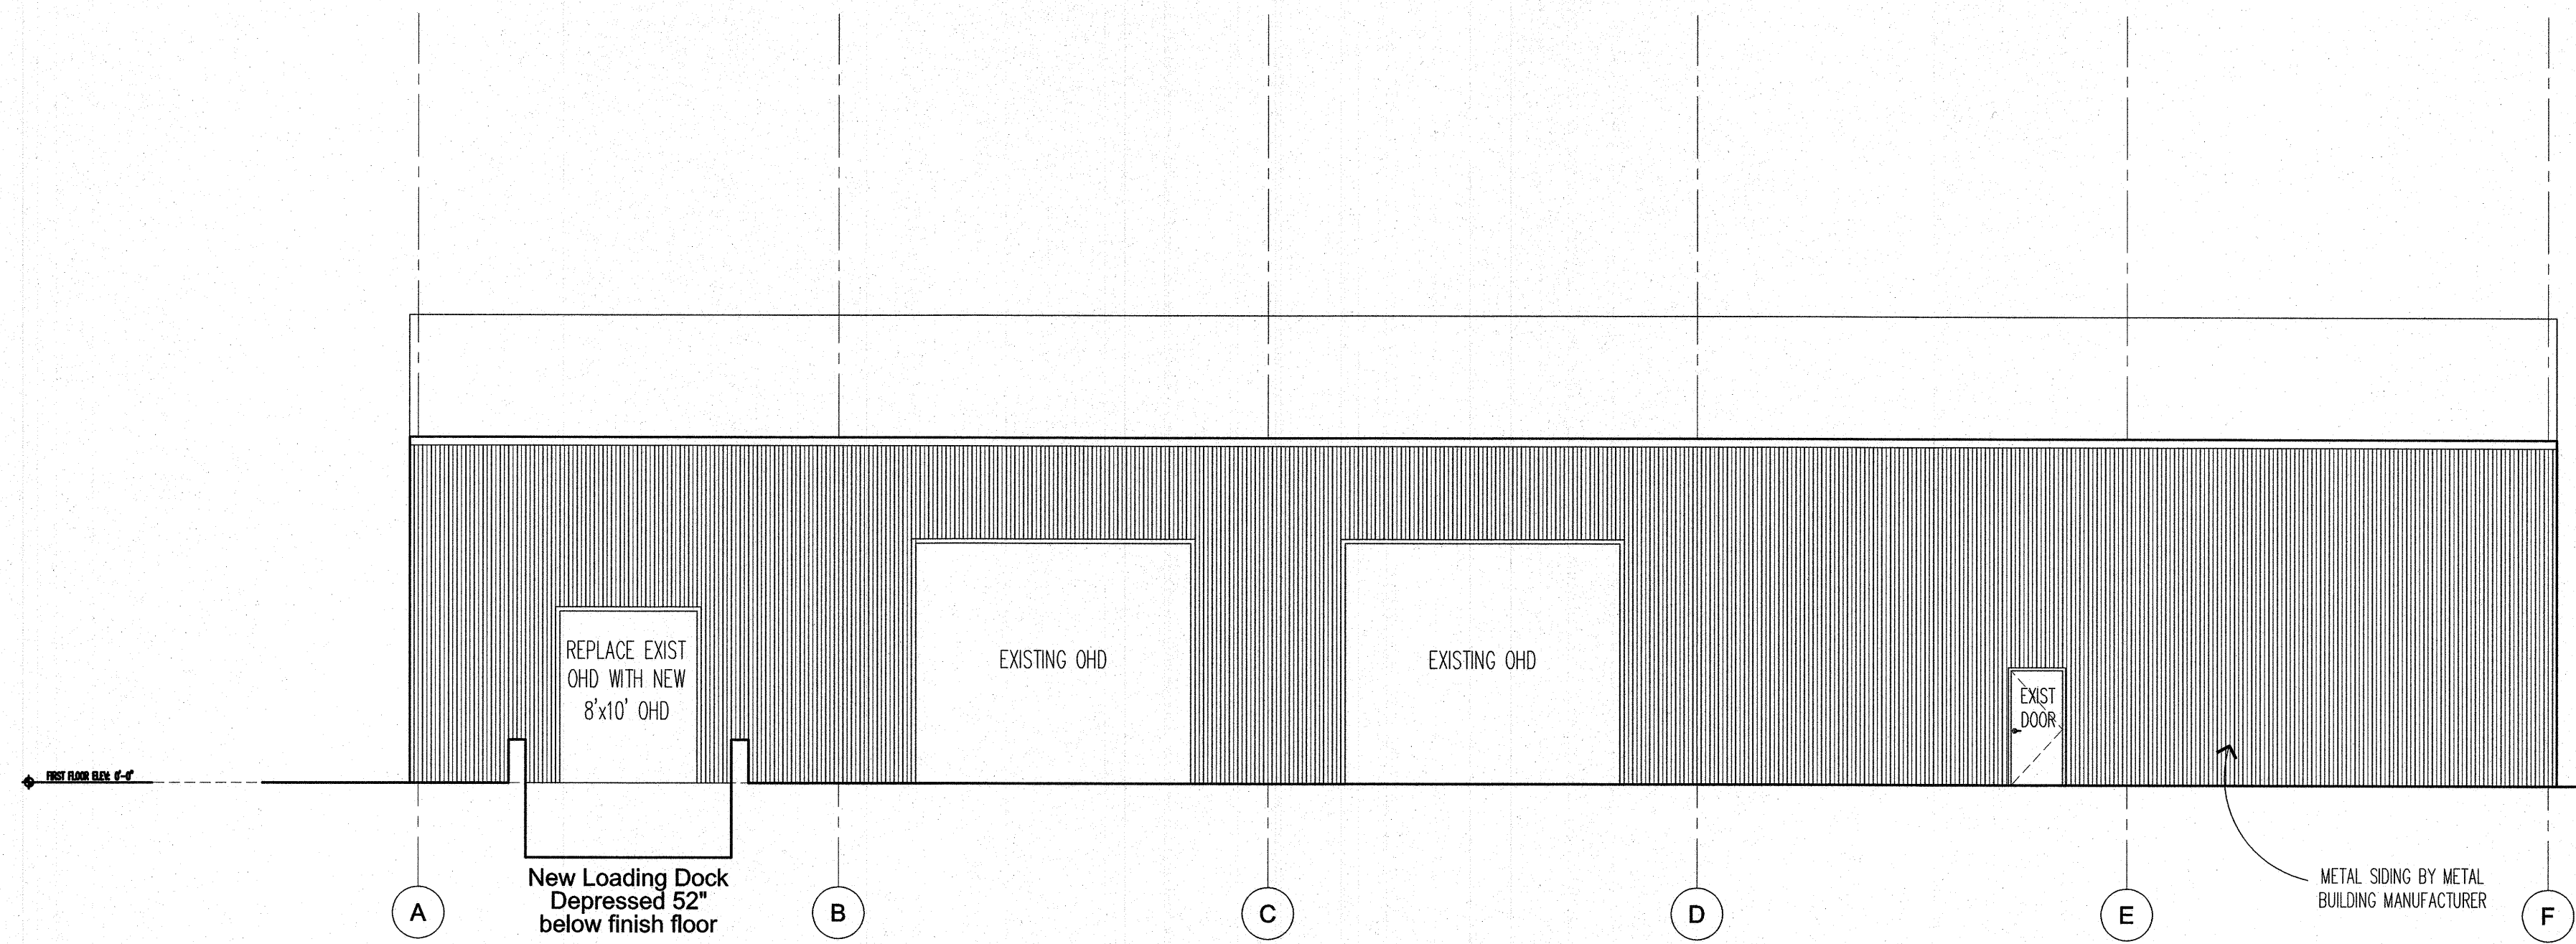 REPLACE EXIST
OHD WITH NEW
8'x10' OHD
EXISTING OHD
EXISTING OHD
EXIST
DOOR
FIRST FLOOR ELEV: 0'-0"
New Loading Dock
Depressed 52"
below finish floor
METAL SIDING BY METAL
BUILDING MANUFACTURER
A
B
C
D
E
F